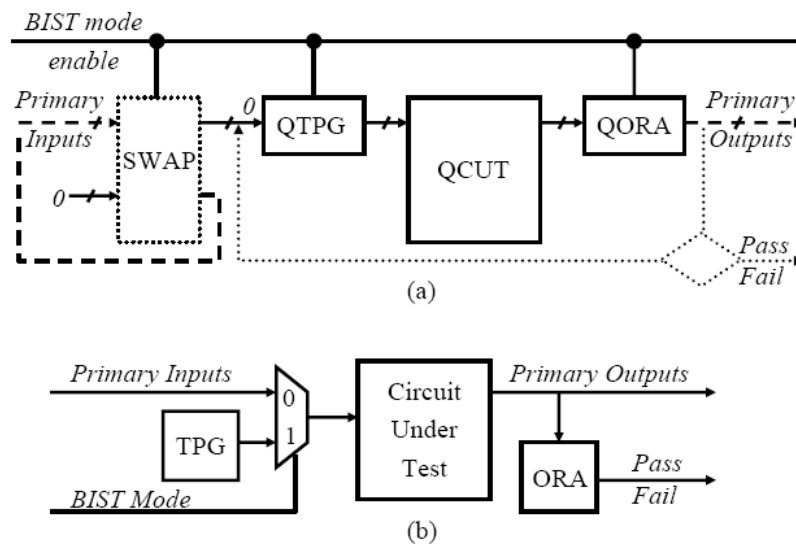 BIST mode
enable
Primary
Inputs
0
SWAP
0
QTPG
QCUT
QORA
Primary
Outputs
Pass
Fail
(a)
Primary Inputs
0
1
TPG
BIST Mode
Circuit
Under
Test
Primary Outputs
ORA
Pass
Fail
(b)